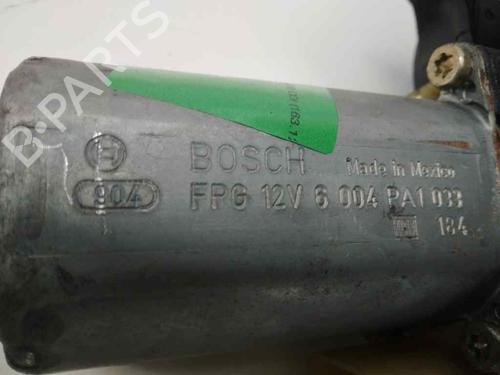 B PARTS
BOSCH Made in Mexico
904 FPG 12V 6 004 PA1 033
184